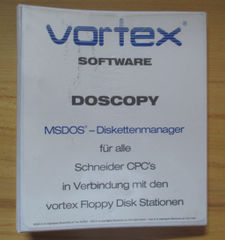 vortex®
SOFTWARE
DOSCOPY
MSDOS® – Diskettenmanager
für alle
Schneider CPC's
in Verbindung mit den
vortex Floppy Disk Stationen